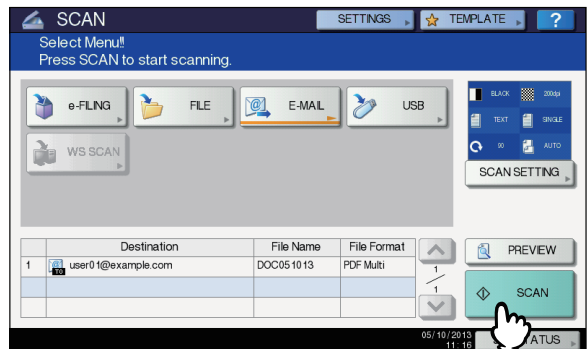 SCAN
SETTINGS
TEMPLATE
?
Select Menu!!
Press SCAN to start scanning.
e-FILING
FILE
E-MAIL
USB
WS SCAN
BLACK
200dpi
TEXT
SINGLE
90
AUTO
SCAN SETTING
Destination File Name File Format
1 TO user01@example.com DOC051013 PDF Multi
1
1
PREVIEW
SCAN
05/10/2013
11:16
ATUS